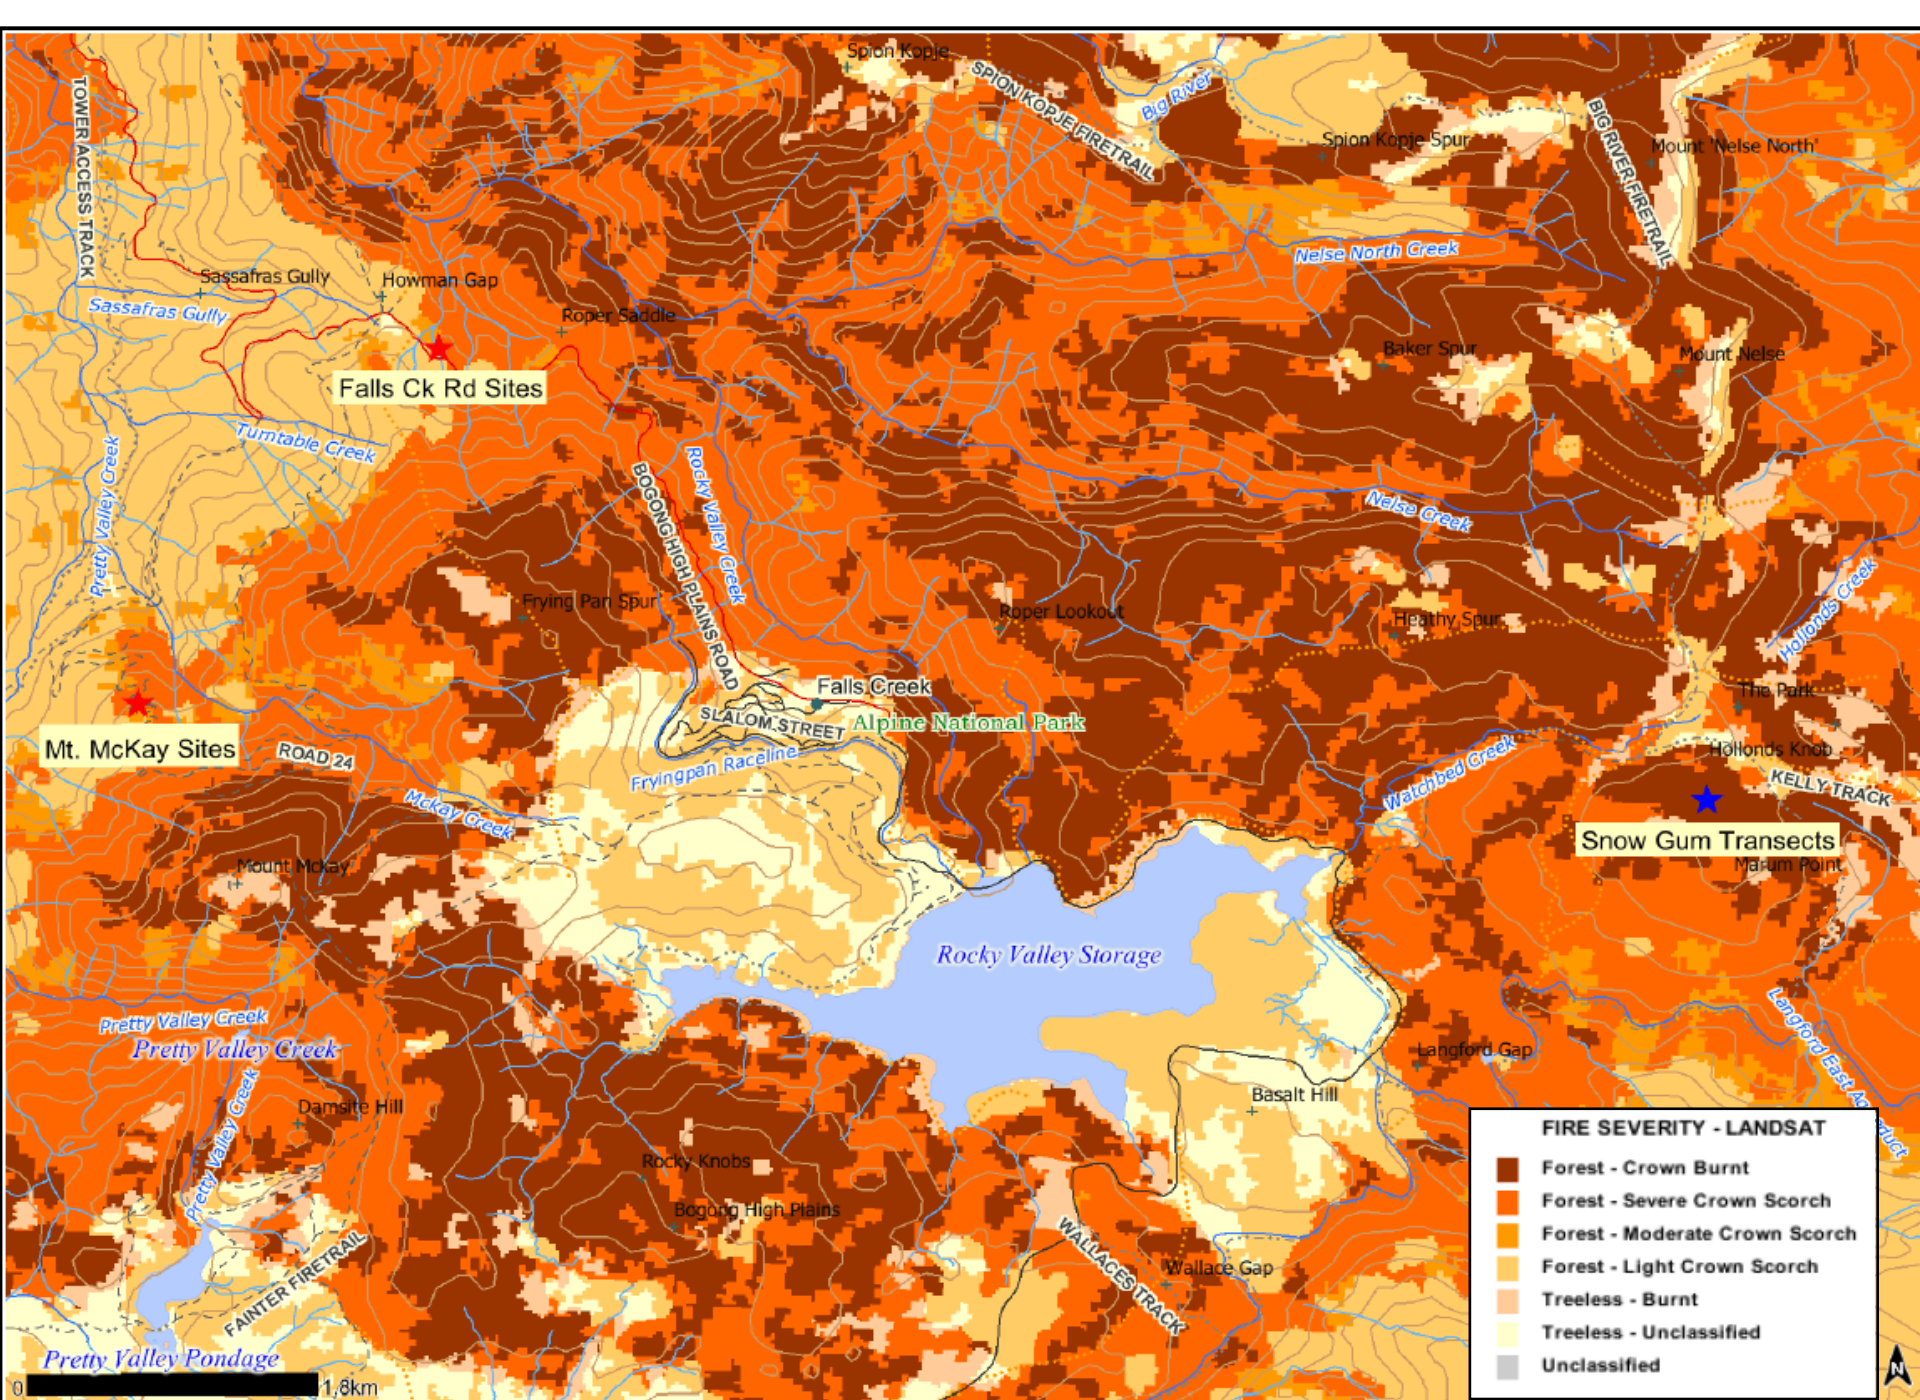 Spion Kopje
SPION KOPJE FIRETRAIL
Big River
TOWER ACCESS TRACK
Spion Kopje Spur
BIG RIVER FIRETRAIL
Mount 'Nelse North'
Nelse North Creek
Sassafras Gully
Howman Gap
Sassafras Gully
Roper Saddle
Baker Spur
Mount Nelse
Falls Ck Rd Sites
Turntable Creek
Pretty Valley Creek
BOGONG HIGH PLAINS ROAD
Rocky Valley Creek
Nelse Creek
Frying Pan Spur
Roper Lookout
Heathy Spur
Hollonds Creek
Falls Creek
The Park
SLALOM STREET
Alpine National Park
Mt. McKay Sites
ROAD 24
Fryingpan Raceline
Watchbed Creek
Hollonds Knob
KELLY TRACK
Mckay Creek
Snow Gum Transects
Mount Mckay
Marum Point
Rocky Valley Storage
Pretty Valley Creek
Pretty Valley Creek
Langford Gap
Langford East Aqueduct
Pretty Valley Creek
Damsite Hill
Basalt Hill
Rocky Knobs
Bogong High Plains
WALLACES TRACK
Wallace Gap
FAINTER FIRETRAIL
Pretty Valley Pondage
0 1,8km
FIRE SEVERITY - LANDSAT
Forest - Crown Burnt
Forest - Severe Crown Scorch
Forest - Moderate Crown Scorch
Forest - Light Crown Scorch
Treeless - Burnt
Treeless - Unclassified
Unclassified
N